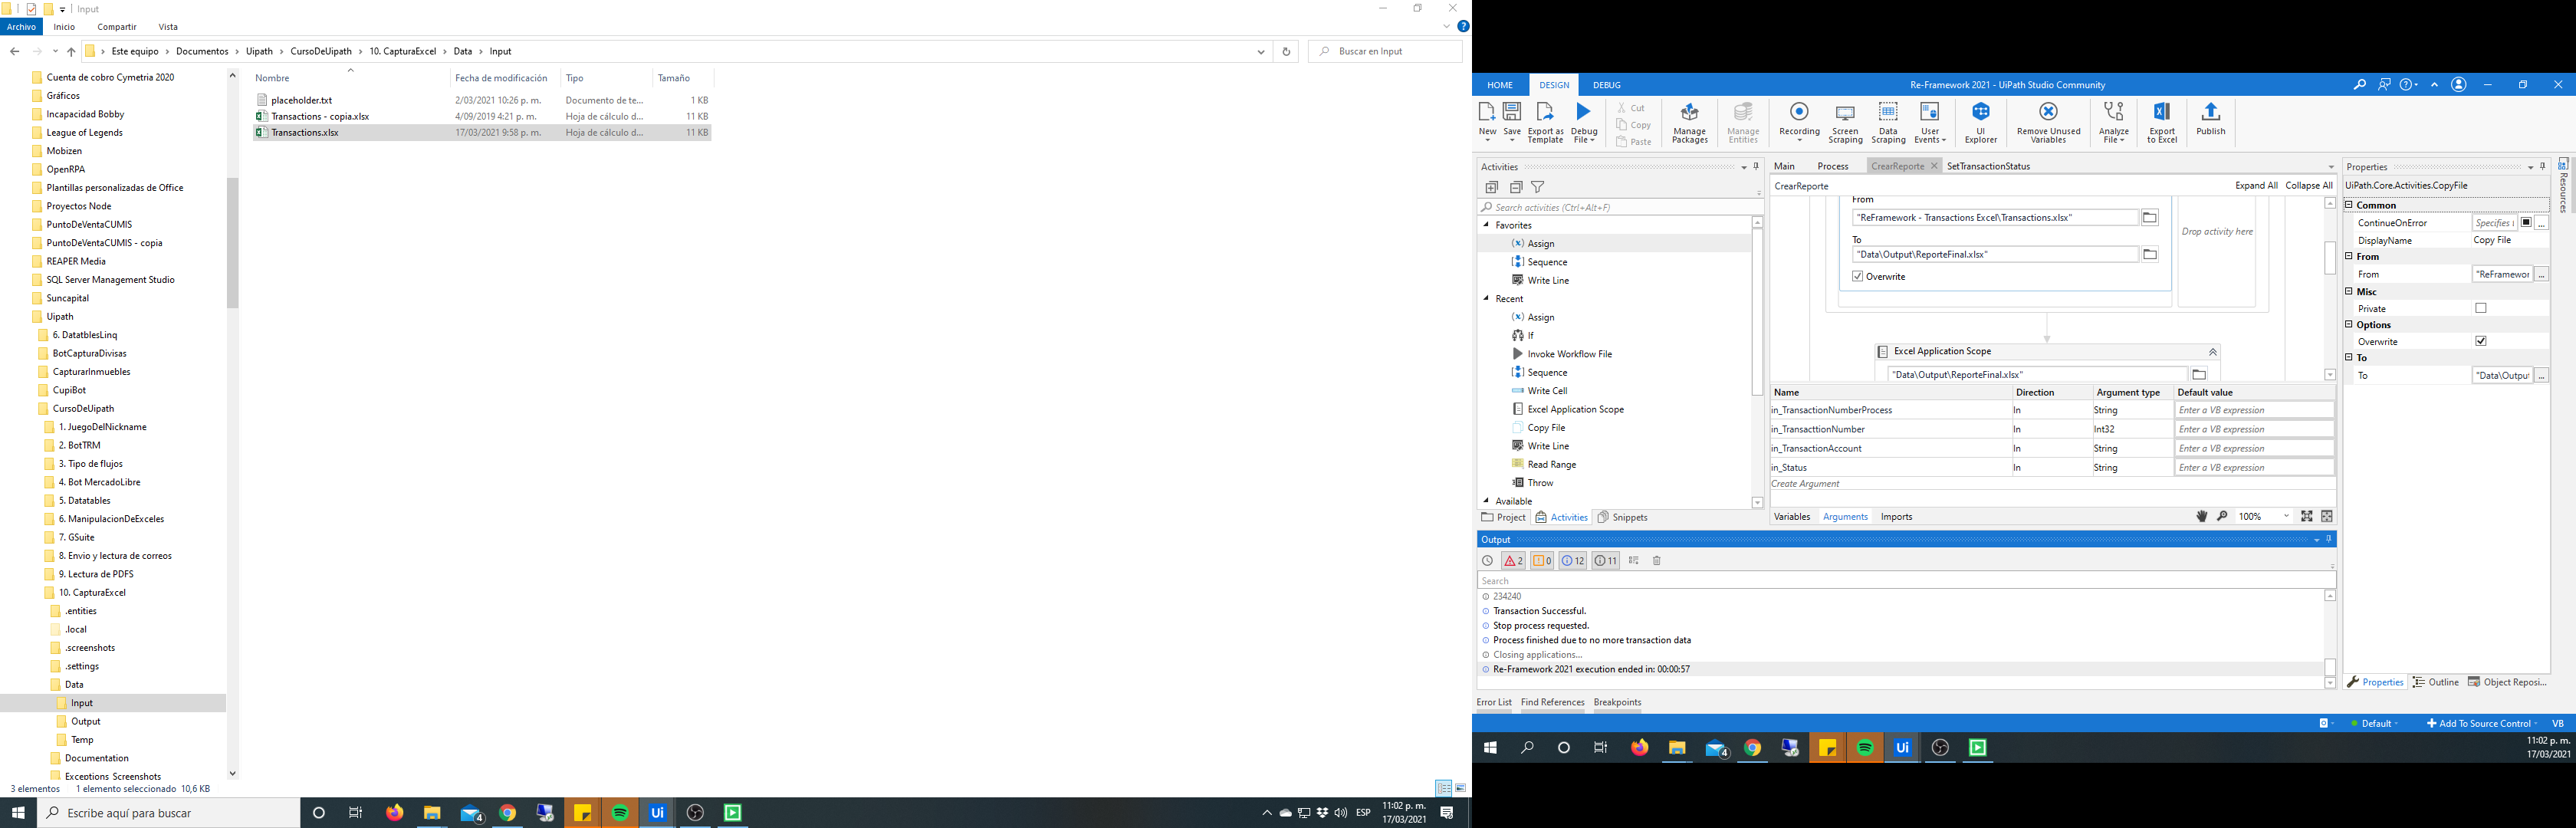 Input
Archivo Inicio Compartir Vista
Este equipo > Documentos > Uipath > CursoDeUipath > 10. CapturaExcel > Data > Input
Buscar en Input
Cuenta de cobro Cymetria 2020
Gráficos
Incapacidad Bobby
League of Legends
Mobizen
OpenRPA
Plantillas personalizadas de Office
Proyectos Node
PuntoDeVentaCUMIS
PuntoDeVentaCUMIS - copia
REAPER Media
SQL Server Management Studio
Suncapital
Uipath
6. DatatblesLinq
BotCapturaDivisas
CapturarInmuebles
CupiBot
CursoDeUipath
1. JuegoDelNickname
2. BotTRM
3. Tipo de flujos
4. Bot MercadoLibre
5. Datatables
6. ManipulacionDeExceles
7. GSuite
8. Envio y lectura de correos
9. Lectura de PDFS
10. CapturaExcel
.entities
.local
.screenshots
.settings
Data
Input
Output
Temp
Documentation
Exceptions_Screenshots
Nombre Fecha de modificación Tipo Tamaño
placeholder.txt 2/03/2021 10:26 p. m. Documento de te... 1 KB
Transactions - copia.xlsx 4/09/2019 4:21 p. m. Hoja de cálculo d... 11 KB
Transactions.xlsx 17/03/2021 9:58 p. m. Hoja de cálculo d... 11 KB
3 elementos 1 elemento seleccionado 10,6 KB
Escribe aquí para buscar
4
Ui
ESP
11:02 p. m.
17/03/2021
HOME DESIGN DEBUG
Re-Framework 2021 - UiPath Studio Community
New
Save
Export as Template
Debug File
Cut
Copy
Paste
Manage Packages
Manage Entities
Recording
Screen Scraping
Data Scraping
User Events
UI Explorer
Remove Unused Variables
Analyze File
Export to Excel
Publish
Activities
Search activities (Ctrl+Alt+F)
Favorites
Assign
Sequence
Write Line
Recent
Assign
If
Invoke Workflow File
Sequence
Write Cell
Excel Application Scope
Copy File
Write Line
Read Range
Throw
Available
Project Activities Snippets
Main Process CrearReporte SetTransactionStatus
CrearReporte
Expand All Collapse All
From
"ReFramework - Transactions Excel\Transactions.xlsx"
To
"Data\Output\ReporteFinal.xlsx"
Overwrite
Drop activity here
Excel Application Scope
"Data\Output\ReporteFinal.xlsx"
Name Direction Argument type Default value
in_TransactionNumberProcess In String Enter a VB expression
in_TransacttionNumber In Int32 Enter a VB expression
in_TransactionAccount In String Enter a VB expression
in_Status In String Enter a VB expression
Create Argument
Variables Arguments Imports
100%
Properties
UiPath.Core.Activities.CopyFile
Common
ContinueOnError Specifies i ...
DisplayName Copy File
From
From "ReFramewor ...
Misc
Private
Options
Overwrite
To
To "Data\Output ...
Resources
Properties Outline Object Reposi...
Output
2 0 12 11
Search
234240
Transaction Successful.
Stop process requested.
Process finished due to no more transaction data
Closing applications...
Re-Framework 2021 execution ended in: 00:00:57
Error List Find References Breakpoints
0 Default Add To Source Control VB
4
Ui
11:02 p. m.
17/03/2021